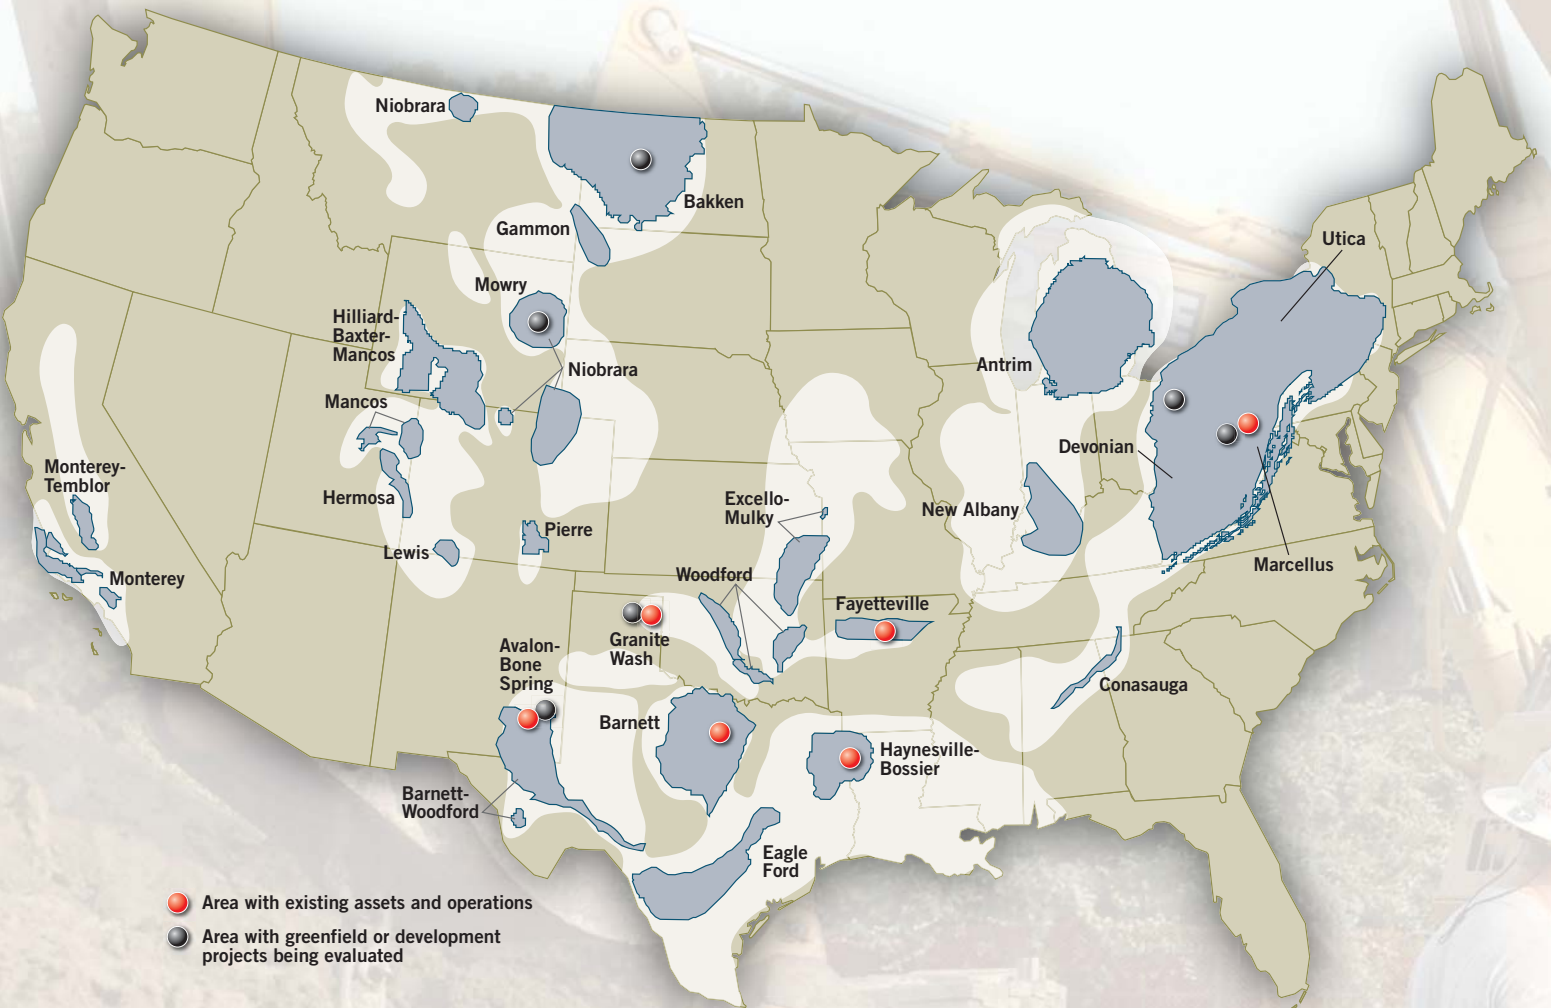 Niobrara
Bakken
Gammon
Utica
Mowry
Hilliard-
Baxter-
Mancos
Antrim
Niobrara
Mancos
Devonian
Monterey-
Temblor
Hermosa
Excello-
Mulky
New Albany
Pierre
Lewis
Marcellus
Monterey
Woodford
Fayetteville
Granite
Wash
Avalon-
Bone
Spring
Conasauga
Barnett
Haynesville-
Bossier
Barnett-
Woodford
Eagle
Ford
Area with existing assets and operations
Area with greenfield or development
projects being evaluated